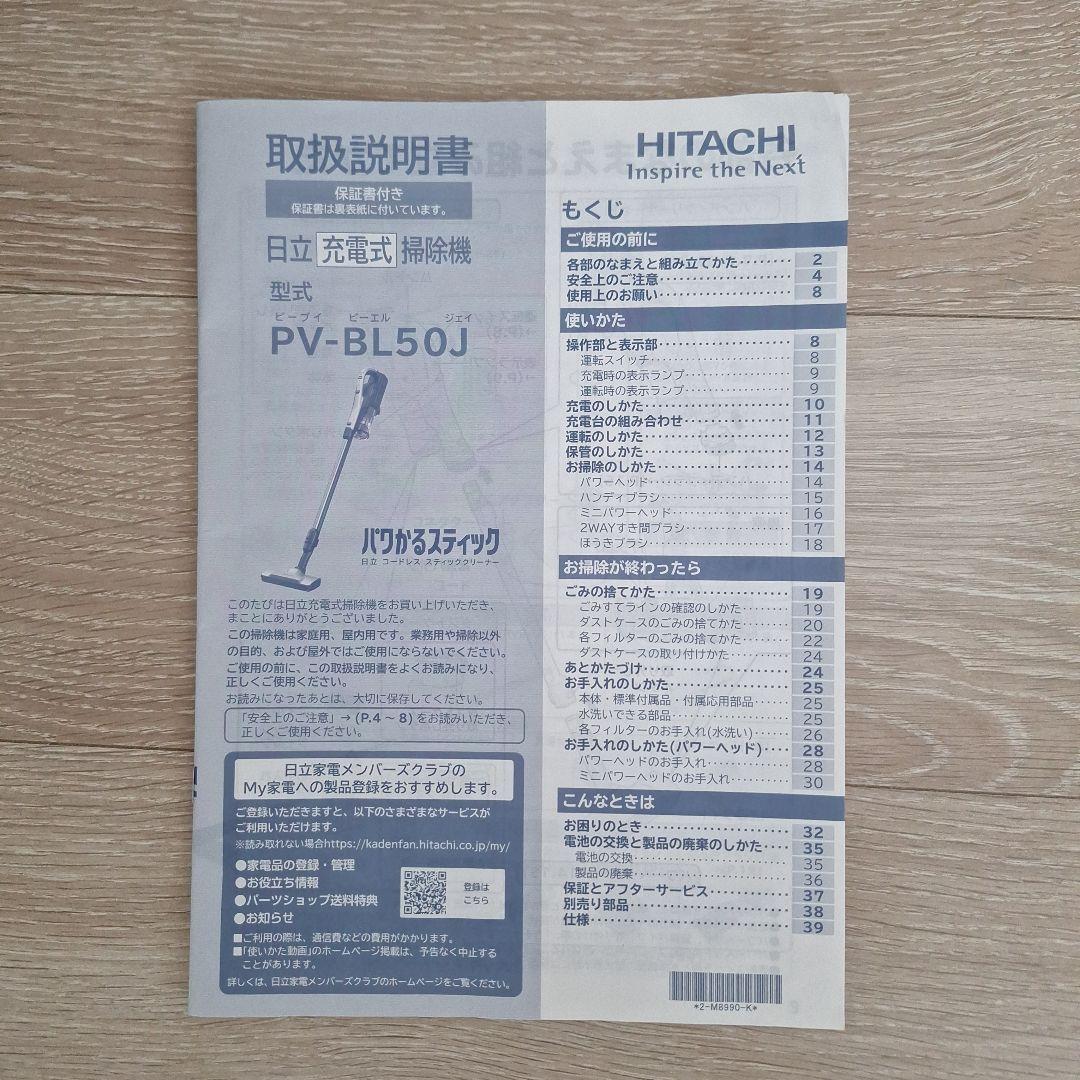 取扱説明書
保証書付き
保証書は裏表紙に付いています。
日立 充電式 掃除機
型式
ピーブイ ビーエル ジェイ
PV-BL50J
パワかるスティック
日立 コードレス スティッククリーナー
このたびは日立充電式掃除機をお買い上げいただき、
まことにありがとうございました。
この掃除機は家庭用、屋内用です。業務用や掃除以外
の目的、および屋外ではご使用にならないでください。
ご使用の前に、この取扱説明書をよくお読みになり、
正しくご使用ください。
お読みになったあとは、大切に保存してください。
「安全上のご注意」→(P.4～8)をお読みいただき、
正しくご使用ください。
日立家電メンバーズクラブの
My家電への製品登録をおすすめします。
ご登録いただきますと、以下のさまざまなサービスが
ご利用いただけます。
※読み取れない場合https://kadenfan.hitachi.co.jp/my/
●家電品の登録・管理
●お役立ち情報
●パーツショップ送料特典
●お知らせ
登録は
こちら
■ご利用の際は、通信費などの費用がかかります。
■「使いかた動画」のホームページ掲載は、予告なく中止する
ことがあります。
詳しくは、日立家電メンバーズクラブのホームページをご覧ください。
HITACHI
Inspire the Next
もくじ
ご使用の前に
各部のなまえと組み立てかた‥‥‥‥ 2
安全上のご注意‥‥‥‥‥‥‥‥ 4
使用上のお願い‥‥‥‥‥‥‥‥ 8
使いかた
操作部と表示部‥‥‥‥‥‥‥‥ 8
運転スイッチ‥‥‥‥‥‥‥‥ 8
充電時の表示ランプ‥‥‥‥‥‥ 9
運転時の表示ランプ‥‥‥‥‥‥ 9
充電のしかた‥‥‥‥‥‥‥‥ 10
充電台の組み合わせ‥‥‥‥‥‥ 11
運転のしかた‥‥‥‥‥‥‥‥ 12
保管のしかた‥‥‥‥‥‥‥‥ 13
お掃除のしかた‥‥‥‥‥‥‥‥ 14
パワーヘッド‥‥‥‥‥‥‥‥ 14
ハンディブラシ‥‥‥‥‥‥‥‥ 15
ミニパワーヘッド‥‥‥‥‥‥‥ 16
2WAYすき間ブラシ‥‥‥‥‥‥ 17
ほうきブラシ‥‥‥‥‥‥‥‥ 18
お掃除が終わったら
ごみの捨てかた‥‥‥‥‥‥‥‥ 19
ごみすてラインの確認のしかた‥‥‥ 19
ダストケースのごみの捨てかた‥‥‥ 20
各フィルターのごみの捨てかた‥‥‥ 22
ダストケースの取り付けかた‥‥‥‥ 24
あとかたづけ‥‥‥‥‥‥‥‥ 24
お手入れのしかた‥‥‥‥‥‥‥ 25
本体・標準付属品・付属応用部品‥‥‥ 25
水洗いできる部品‥‥‥‥‥‥‥ 25
各フィルターのお手入れ(水洗い)‥‥‥ 26
お手入れのしかた(パワーヘッド)‥‥ 28
パワーヘッドのお手入れ‥‥‥‥‥ 28
ミニパワーヘッドのお手入れ‥‥‥‥ 30
こんなときは
お困りのとき‥‥‥‥‥‥‥‥ 32
電池の交換と製品の廃棄のしかた‥‥ 35
電池の交換‥‥‥‥‥‥‥‥‥ 35
製品の廃棄‥‥‥‥‥‥‥‥‥ 36
保証とアフターサービス‥‥‥‥‥ 37
別売り部品‥‥‥‥‥‥‥‥‥ 38
仕様‥‥‥‥‥‥‥‥‥‥‥ 39
*2-M8990-K*